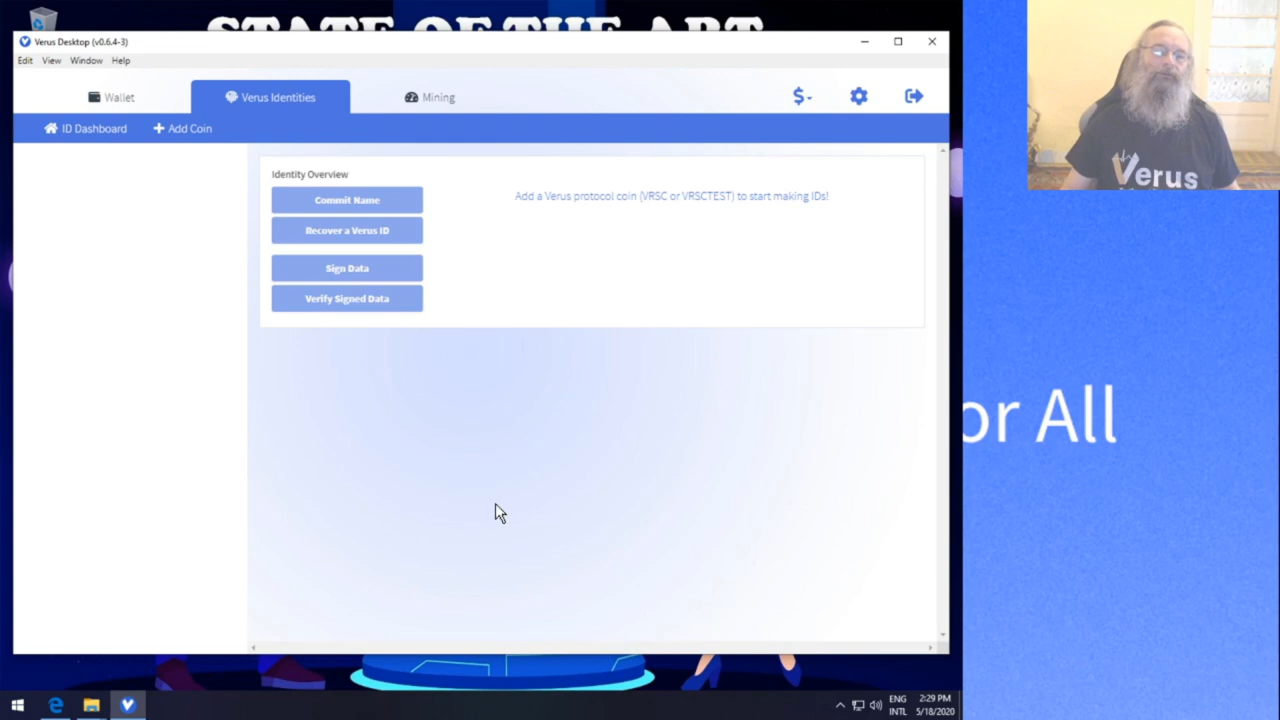 STATE OF THE ART
Verus Desktop (v0.6.4-3)
Edit View Window Help
Wallet Verus Identities Mining
$
ID Dashboard Add Coin
Identity Overview
Commit Name
Add a Verus protocol coin (VRSC or VRSCTEST) to start making IDs!
Recover a Verus ID
Sign Data
Verify Signed Data
Verus
or All
ENG 2:29 PM
INTL 5/18/2020